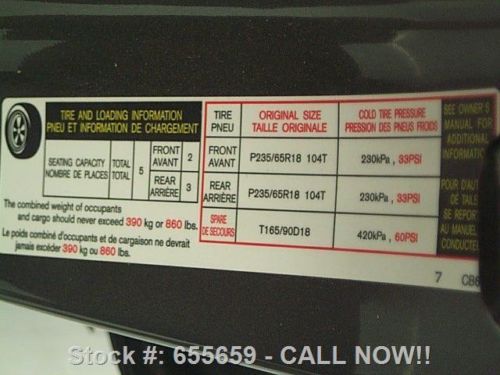 TIRE AND LOADING INFORMATION
PNEU ET INFORMATION DE CHARGEMENT
SEATING CAPACITY TOTAL 5 FRONT AVANT 2
NOMBRE DE PLACES TOTAL REAR ARRIÈRE 3
The combined weight of occupants
and cargo should never exceed 390 kg or 860 lbs.
Le poids combiné d'occupants et de cargaison ne devrait
jamais excéder 390 kg ou 860 lbs.
TIRE PNEU ORIGINAL SIZE TAILLE ORIGINALE COLD TIRE PRESSURE PRESSION DES PNEUS FROIDS
FRONT AVANT P235/65R18 104T 230kPa , 33PSI
REAR ARRIÈRE P235/65R18 104T 230kPa , 33PSI
SPARE DE SECOURS T165/90D18 420kPa , 60PSI
SEE OWNER'S
MANUAL FOR
ADDITIONAL
INFORMATION
POUR D'AUT
DE TAILS
SE REPORT
AU MANUEL
CONDUCTEU
7 CB6
Stock #: 655659 - CALL NOW!!